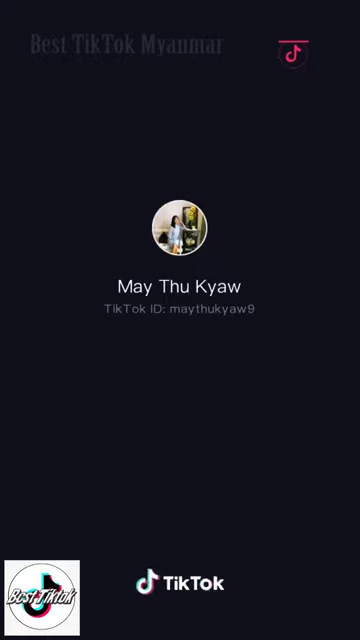 Best TikTok Myanmar
May Thu Kyaw
TikTok ID: maythukyaw9
TikTok
Best Tiktok